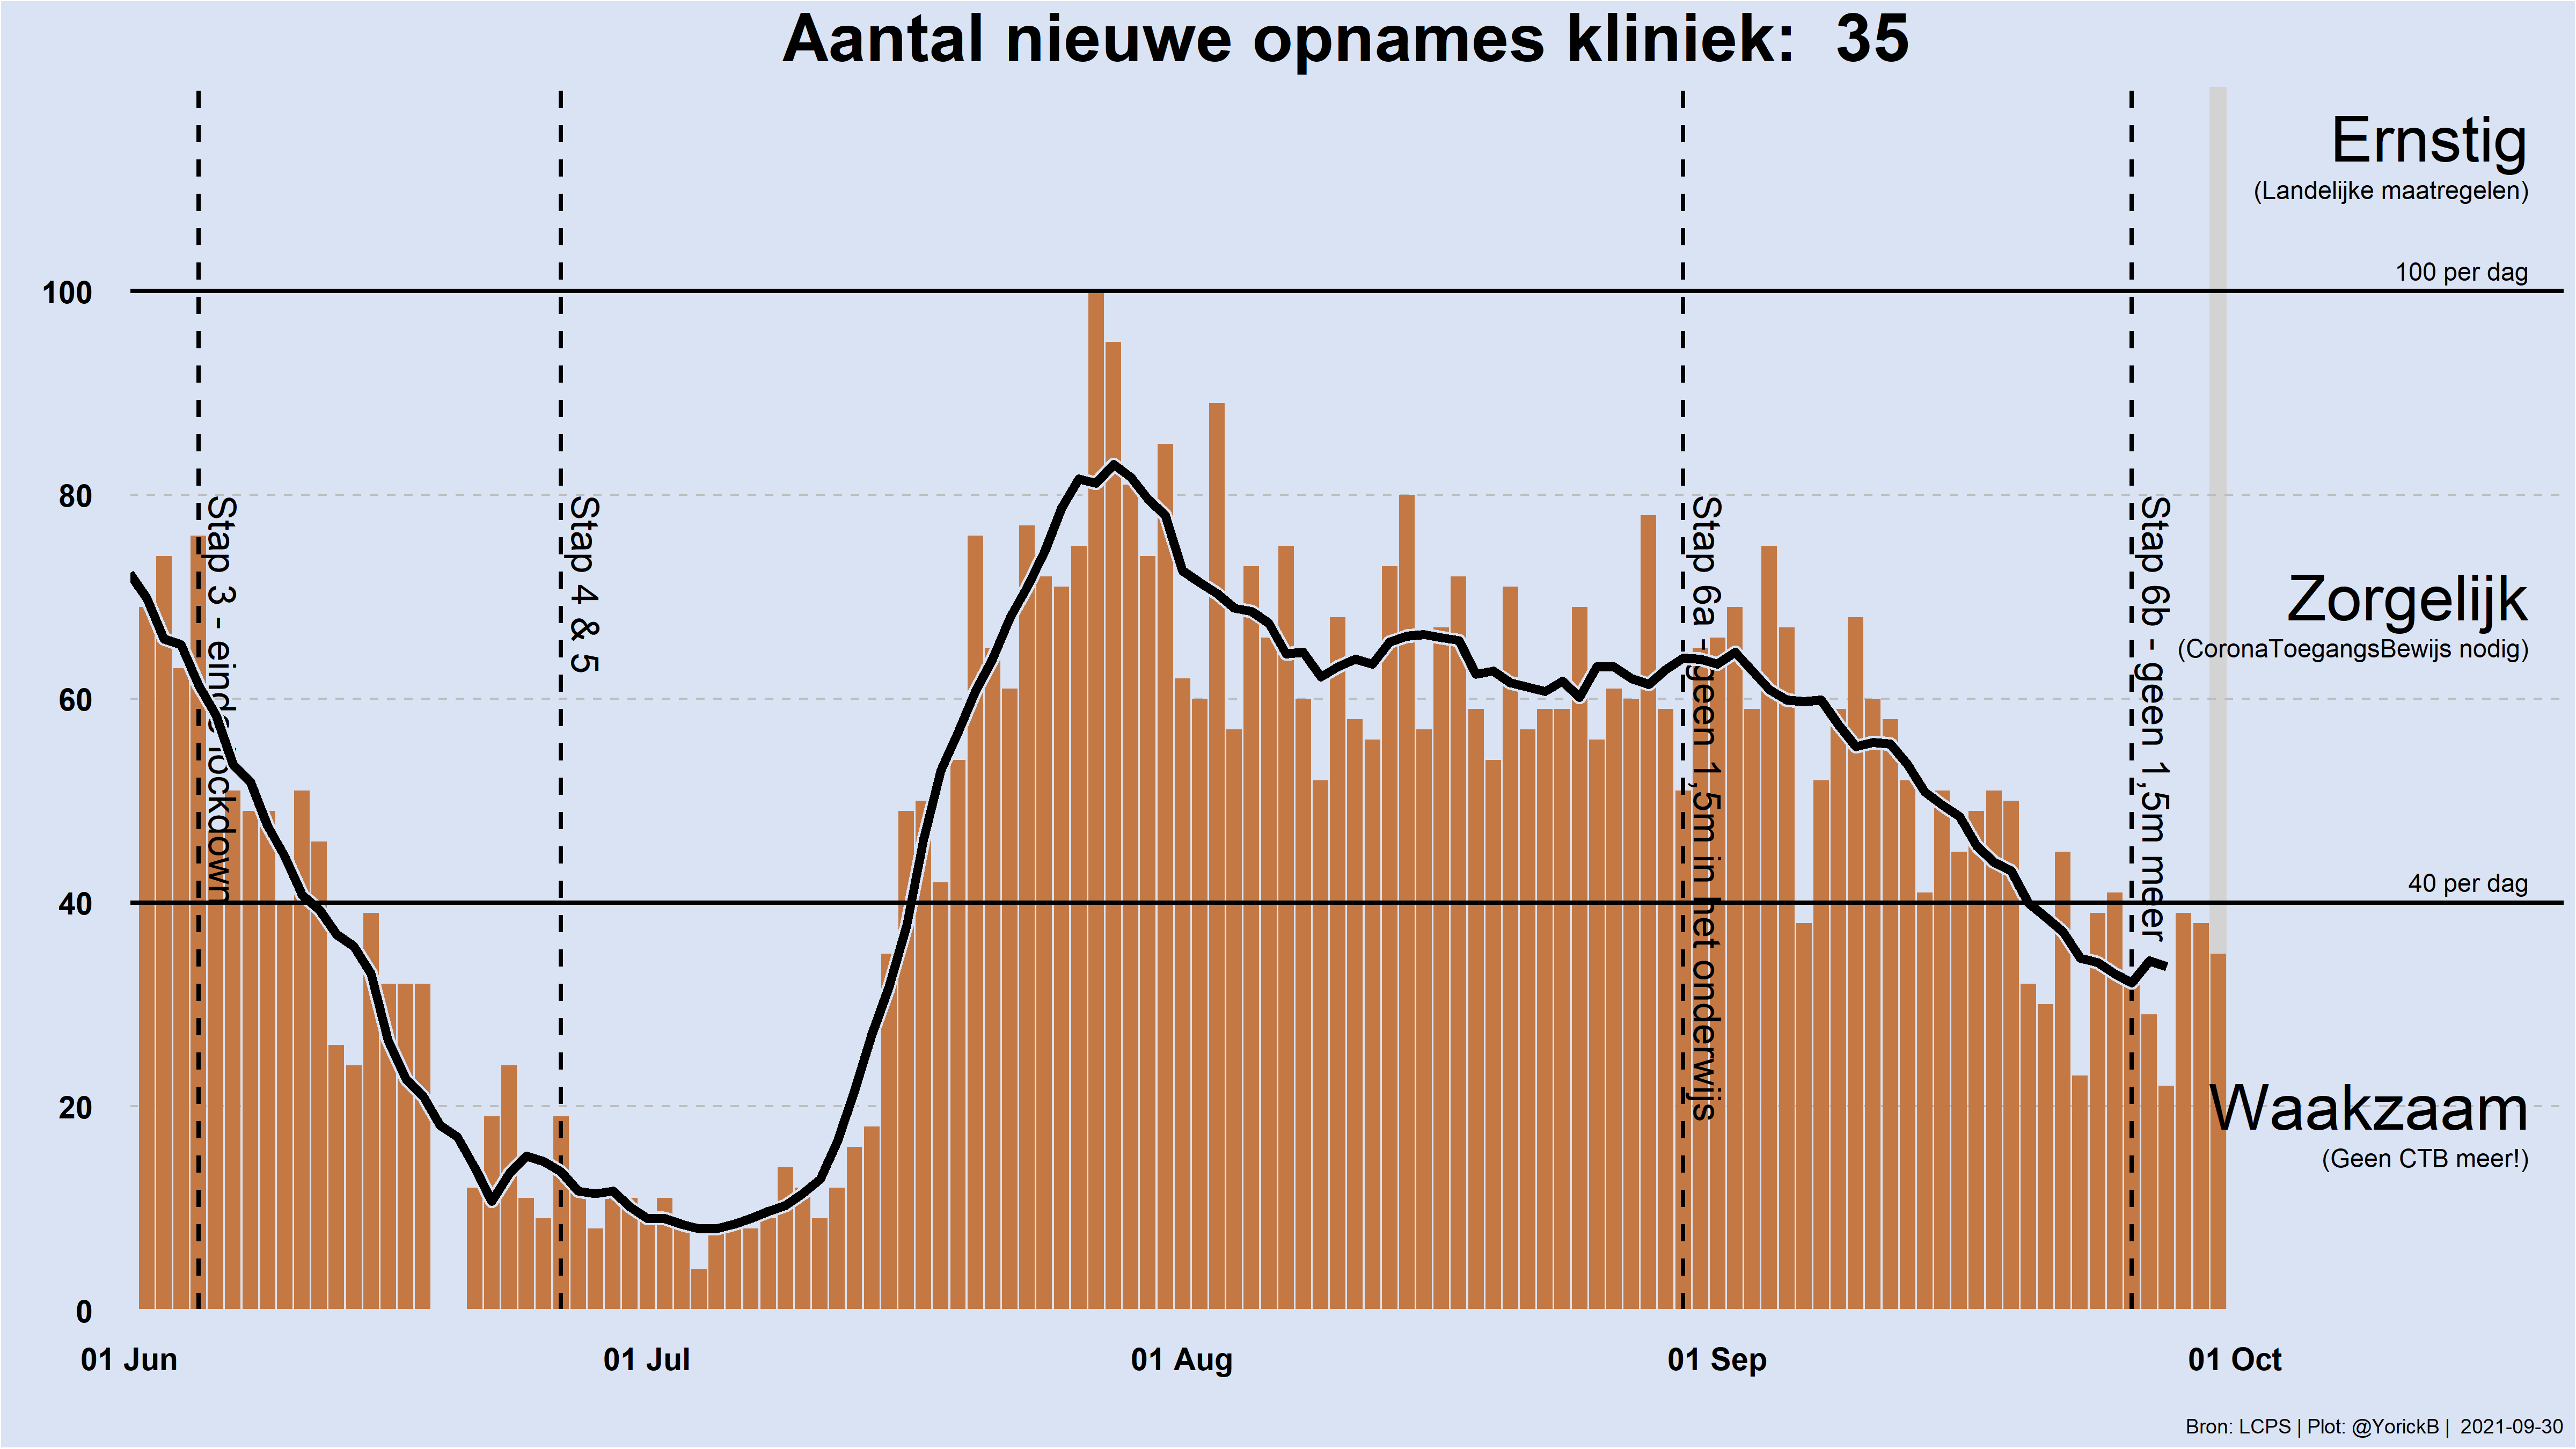 Aantal nieuwe opnames kliniek: 35
Ernstig
(Landelijke maatregelen)
100 per dag
100
80
60
40
20
0
Stap 3 - einde lockdown
Stap 4 & 5
Stap 6a - geen 1,5m in het onderwijs
Stap 6b - geen 1,5m meer
Zorgelijk
(CoronaToegangsBewijs nodig)
40 per dag
Waakzaam
(Geen CTB meer!)
01 Jun
01 Jul
01 Aug
01 Sep
01 Oct
Bron: LCPS | Plot: @YorickB | 2021-09-30